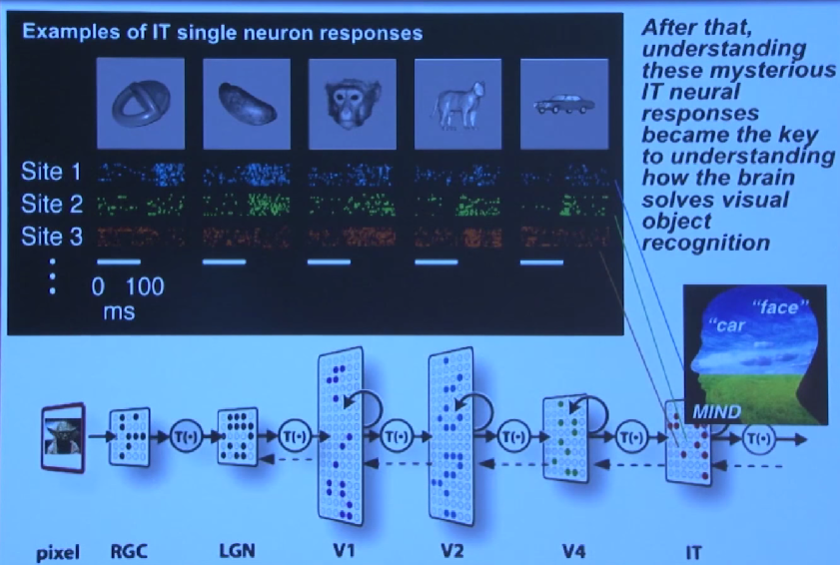 Examples of IT single neuron responses
After that,
understanding
these mysterious
IT neural
responses
became the key
to understanding
how the brain
solves visual
object
recognition
Site 1
Site 2
Site 3
0 100
ms
"face"
"car
MIND
T(•)
T(•)
T(•)
T(•)
T(•)
T(•)
pixel RGC LGN V1 V2 V4 IT